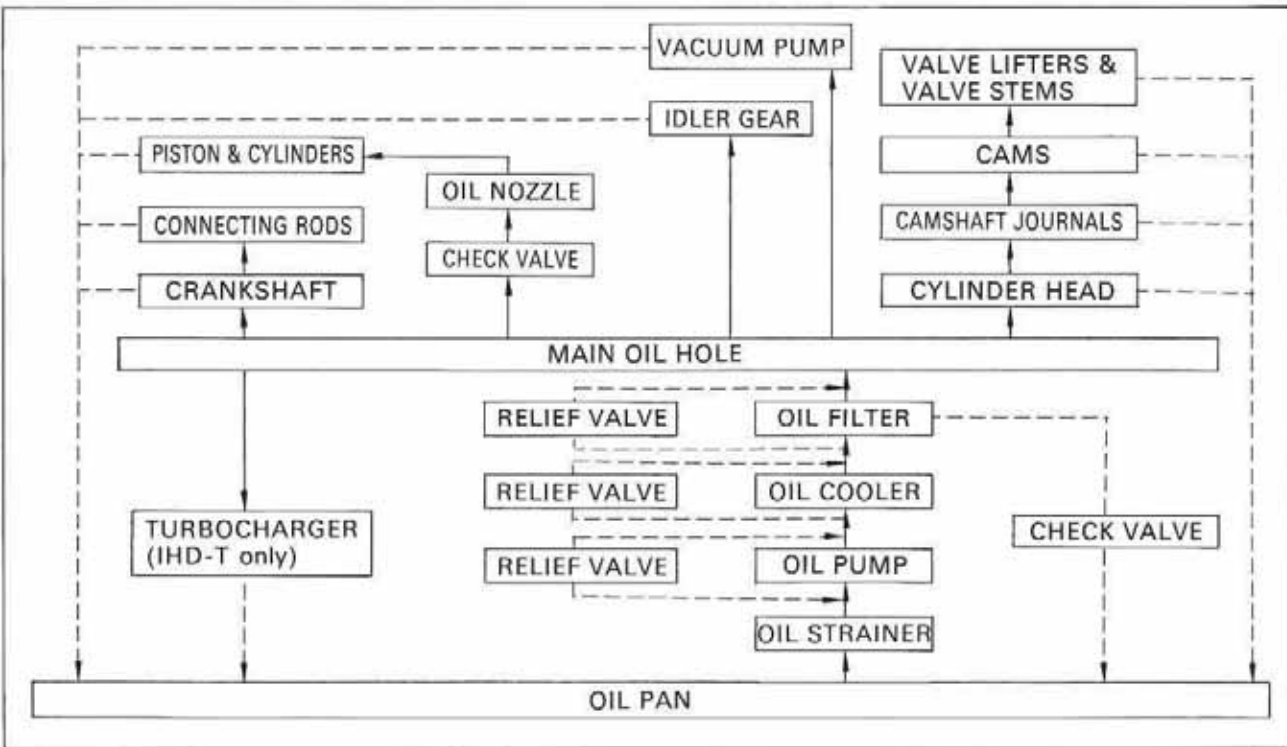 VACUUM PUMP
VALVE LIFTERS &
VALVE STEMS
IDLER GEAR
PISTON & CYLINDERS
CAMS
OIL NOZZLE
CONNECTING RODS
CAMSHAFT JOURNALS
CHECK VALVE
CRANKSHAFT
CYLINDER HEAD
MAIN OIL HOLE
RELIEF VALVE
OIL FILTER
RELIEF VALVE
OIL COOLER
TURBOCHARGER
(IHD-T only)
CHECK VALVE
RELIEF VALVE
OIL PUMP
OIL STRAINER
OIL PAN